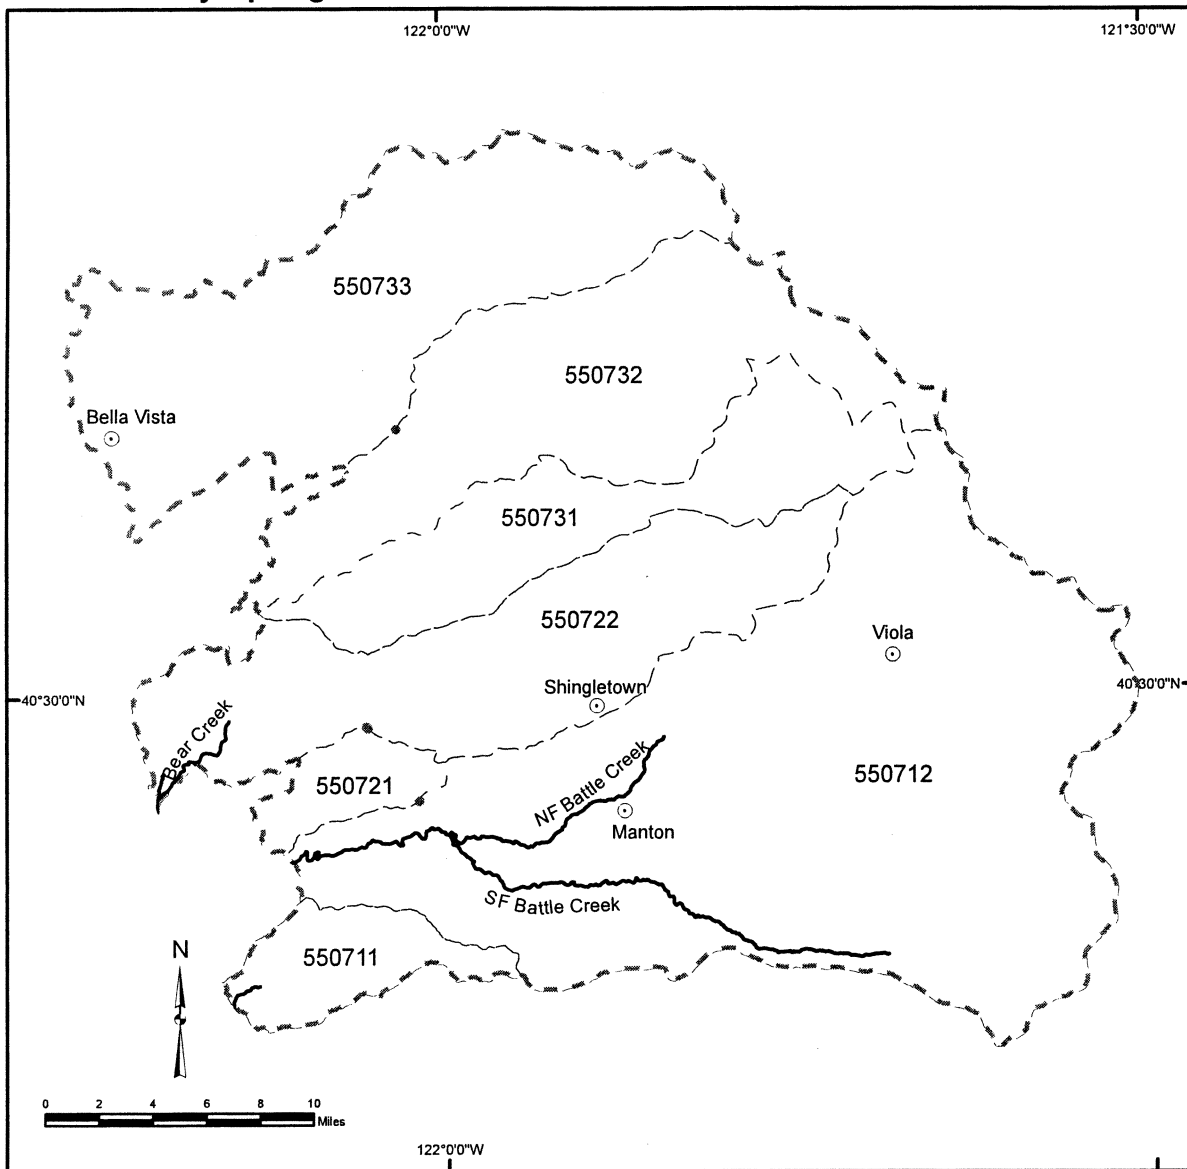 122°0'0"W
121°30'0"W
550733
550732
Bella Vista
550731
550722
Viola
Shingletown
40°30'0"N
40°30'0"N
Bear Creek
550721
NF Battle Creek
550712
Manton
SF Battle Creek
550711
N
0 2 4 6 8 10
Miles
122°0'0"W